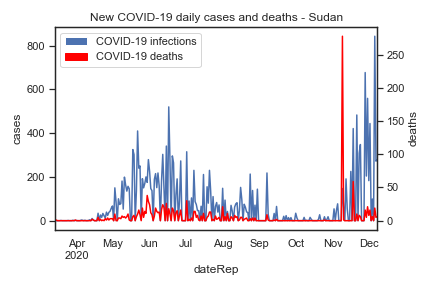 New COVID-19 daily cases and deaths - Sudan
COVID-19 infections
COVID-19 deaths
800
600
400
200
0
cases
250
200
150
100
50
0
deaths
Apr May Jun Jul Aug Sep Oct Nov Dec
2020
dateRep